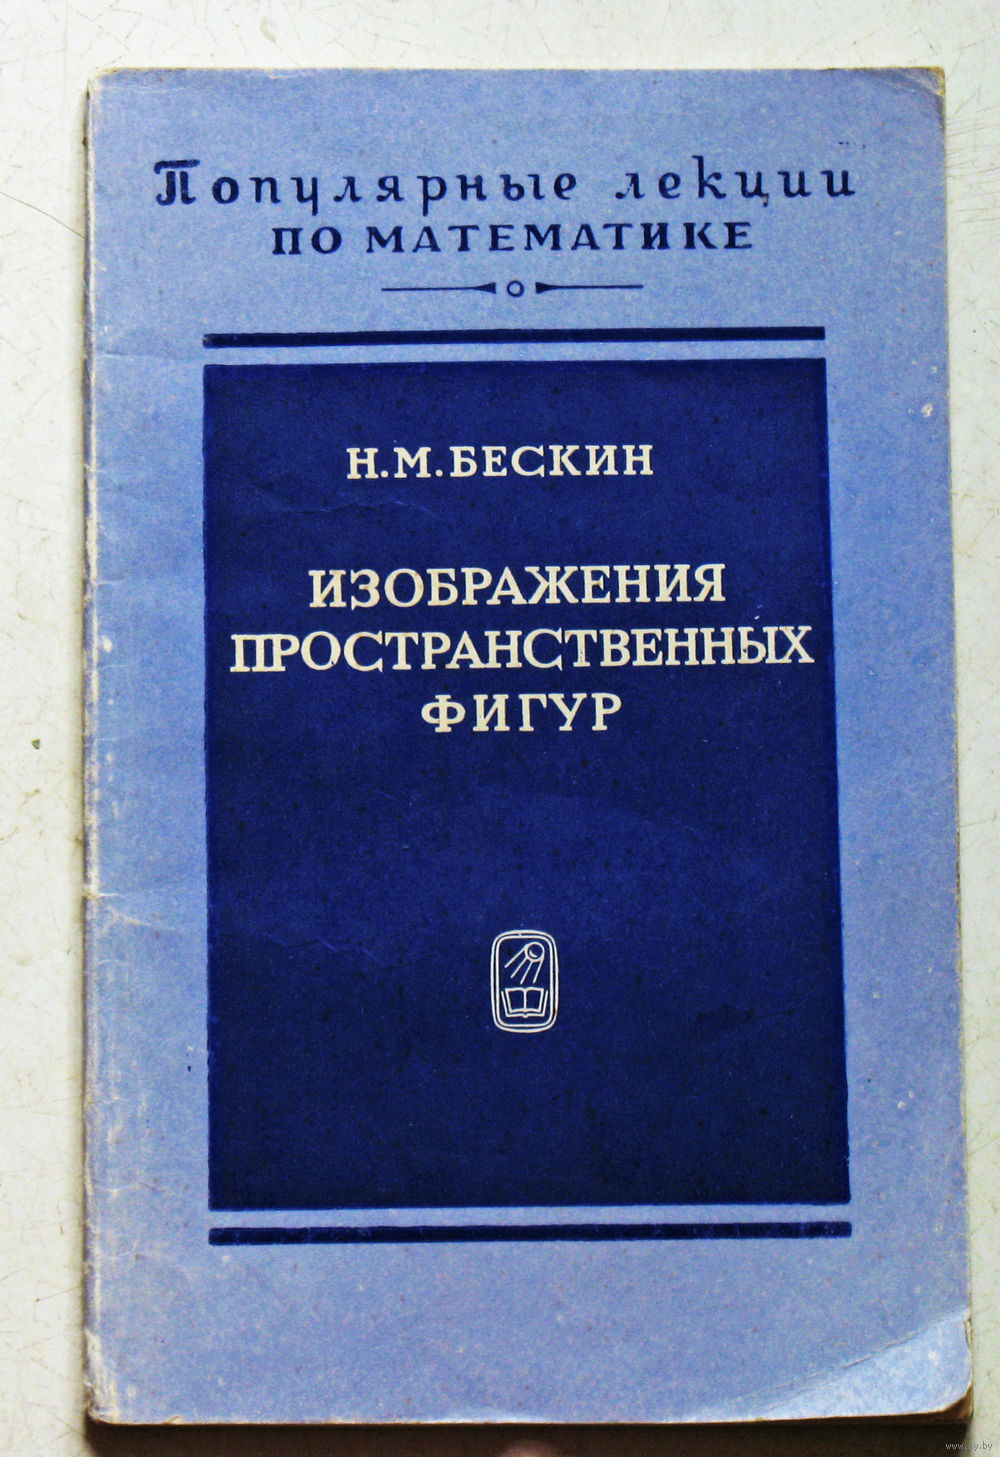 Популярные лекции
ПО МАТЕМАТИКЕ
Н.М.БЕСКИН
ИЗОБРАЖЕНИЯ
ПРОСТРАНСТВЕННЫХ
ФИГУР